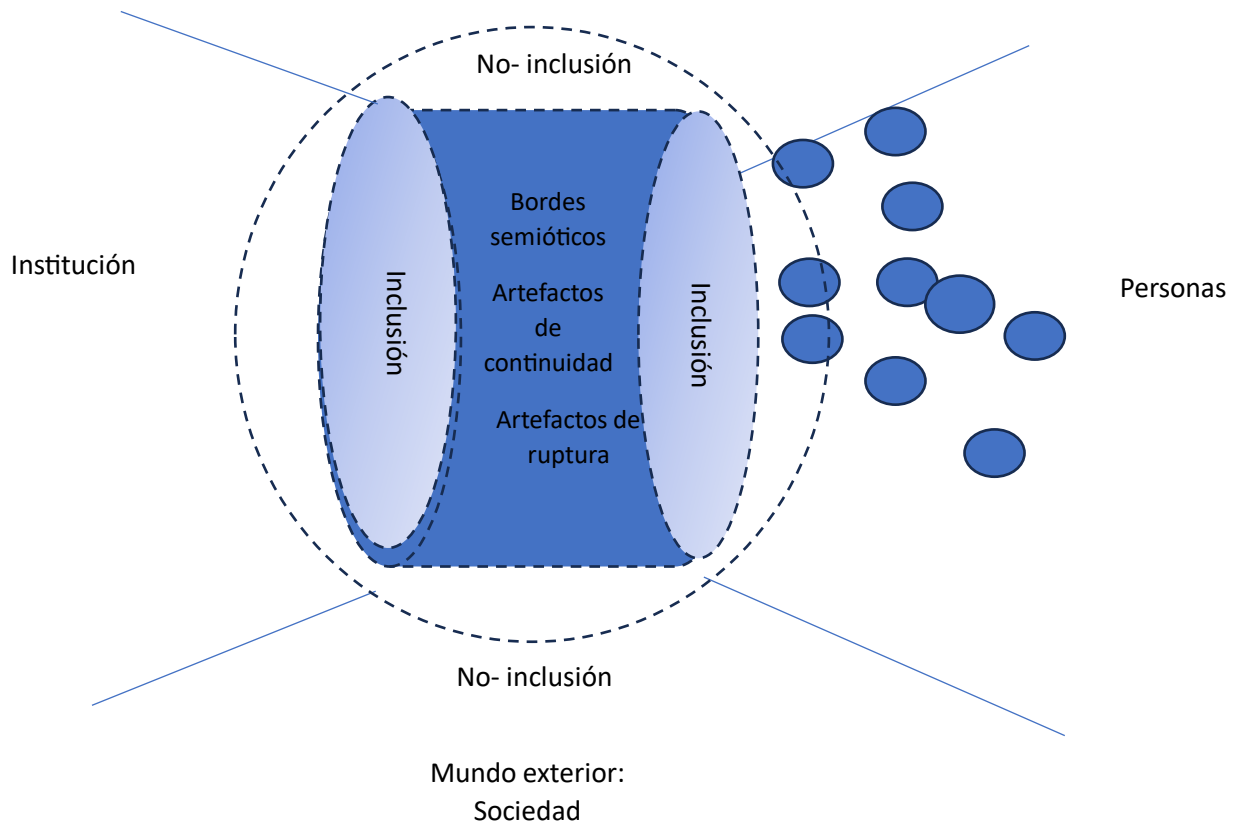 No- inclusión
Bordes
semióticos
Institución
Inclusión
Artefactos
de
continuidad
Inclusión
Personas
Artefactos de
ruptura
No- inclusión
Mundo exterior:
Sociedad